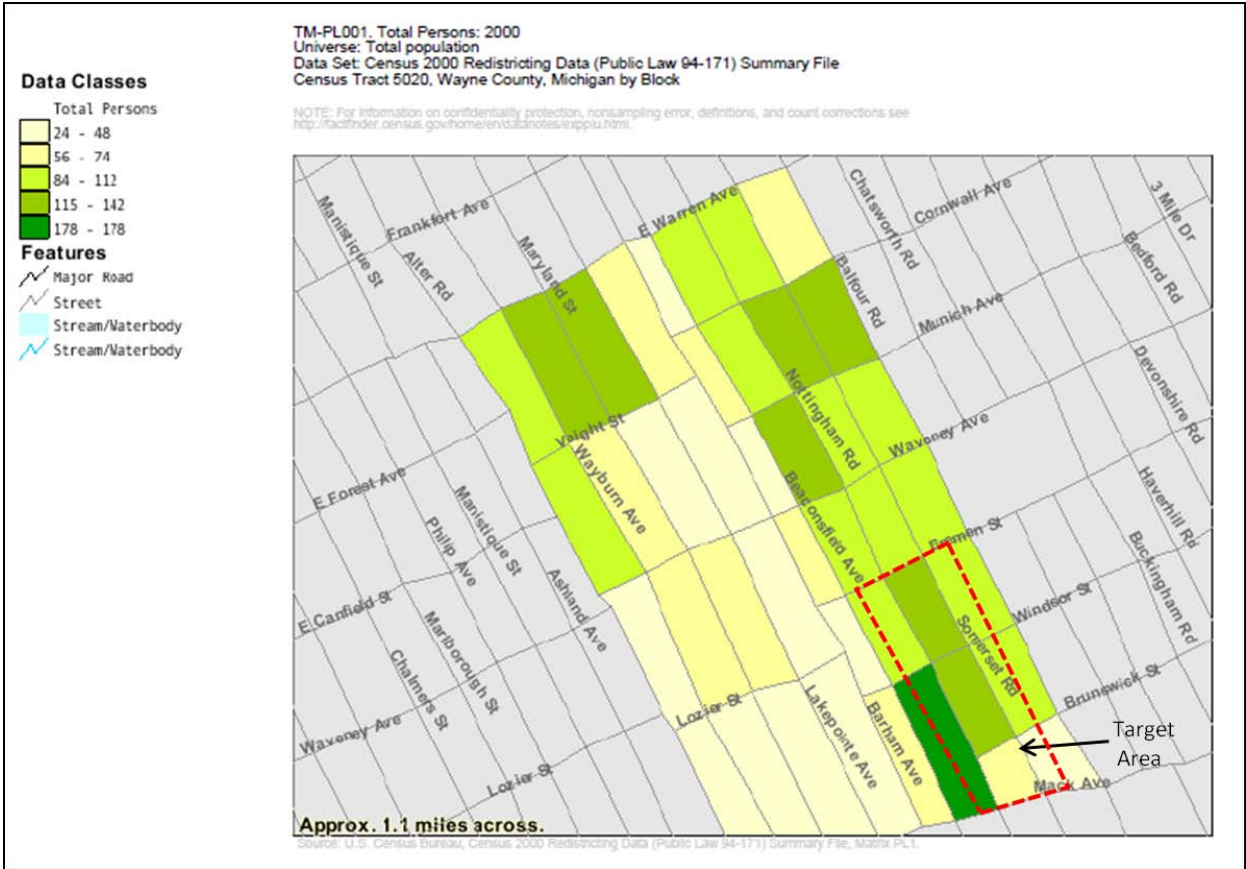 TM-PL001. Total Persons: 2000
Universe: Total population
Data Set: Census 2000 Redistricting Data (Public Law 94-171) Summary File
Census Tract 5020, Wayne County, Michigan by Block
NOTE: For information on confidentiality protection, nonsampling error, definitions, and count corrections see
http://factfinder.census.gov/home/en/datanotes/expplu.html.
Data Classes
Total Persons
24 - 48
56 - 74
84 - 112
115 - 142
178 - 178
Features
Major Road
Street
Stream/Waterbody
Stream/Waterbody
Manistique St
Frankfort Ave
Alter Rd
Maryland St
E Warren Ave
Chatsworth Rd
Cornwall Ave
3 Mile Dr
Bedford Rd
Balfour Rd
Munich Ave
Devonshire Rd
Nottingham Rd
Voight St
Wayburn Ave
Waveney Ave
E Forest Ave
Manistique St
Philip Ave
Beaconsfield Ave
Haverhill Rd
Bremen St
Buckingham Rd
Ashland Ave
E Canfield St
Marlborough St
Windsor St
Somerset Rd
Chalmers St
Brunswick St
Lozier St
Lakepointe Ave
Barham Ave
Waveney Ave
Target
Area
Lozier St
Mack Ave
Approx. 1.1 miles across.
Source: U.S. Census Bureau, Census 2000 Redistricting Data (Public Law 94-171) Summary File, Matrix PL1.